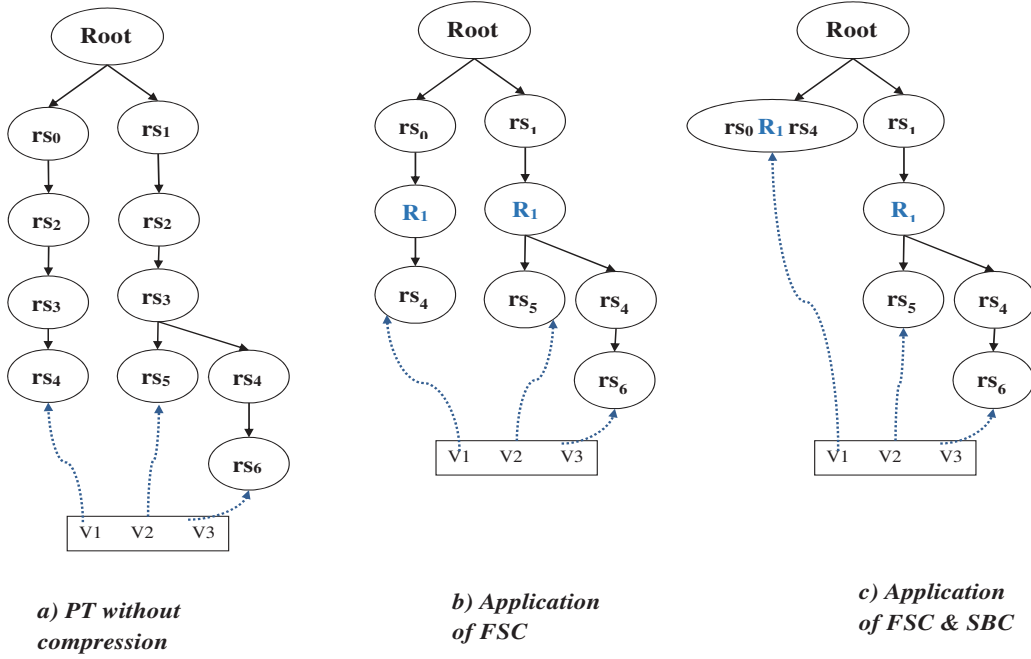 Root
rs₀ rs₁
rs₂ rs₂
rs₃ rs₃
rs₄ rs₅ rs₄
rs₆
V1 V2 V3
a) PT without
compression
Root
rs₀ rs₁
R₁ R₁
rs₄ rs₅ rs₄
rs₆
V1 V2 V3
b) Application
of FSC
Root
rs₀ R₁ rs₄ rs₁
R₁
rs₅ rs₄
rs₆
V1 V2 V3
c) Application
of FSC & SBC